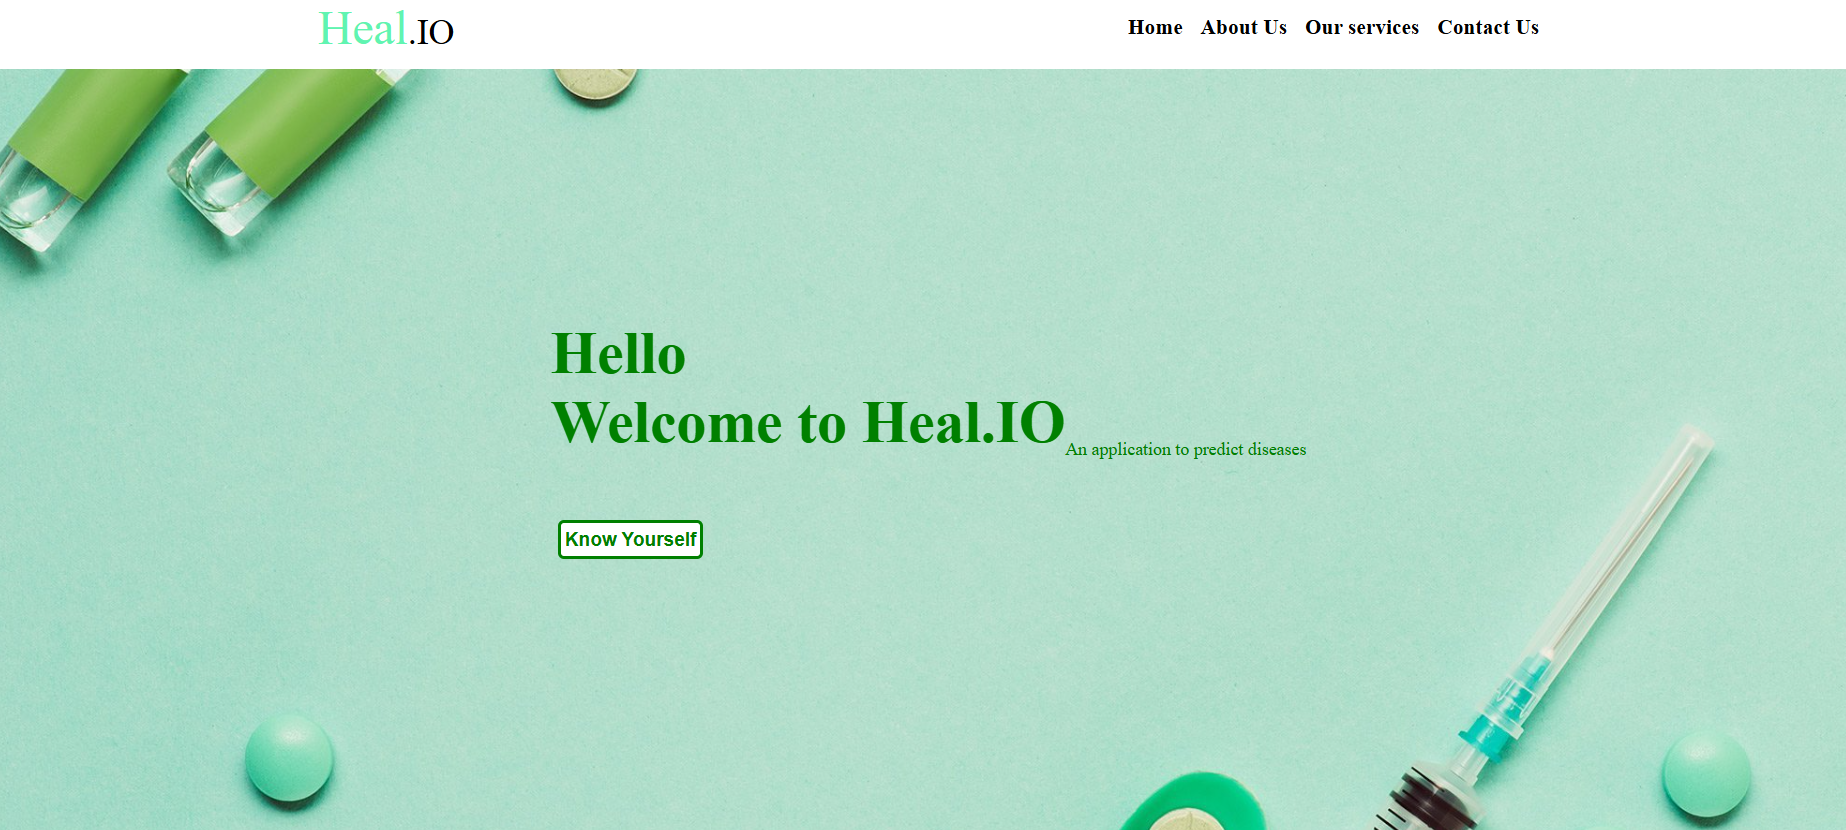 Heal.IO
Home About Us Our services Contact Us
Hello
Welcome to Heal.IO
An application to predict diseases
Know Yourself